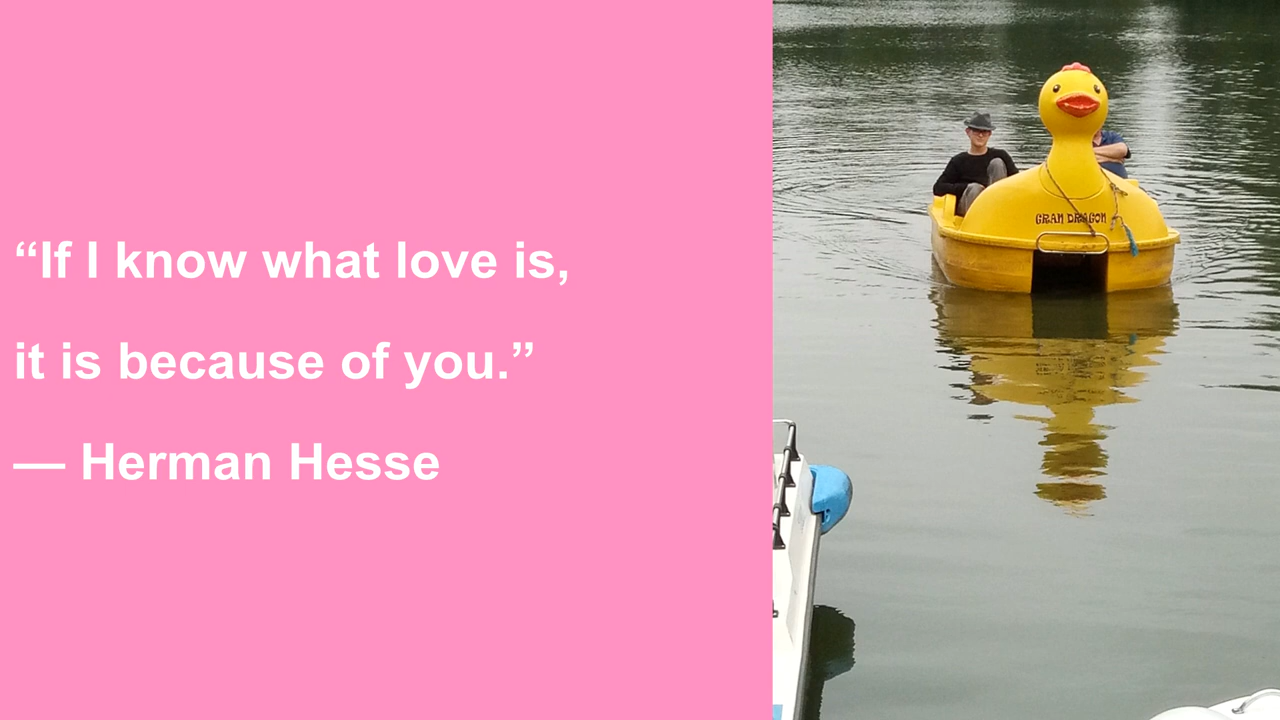 “If I know what love is,
it is because of you.”
— Herman Hesse
GRAN DRAGON